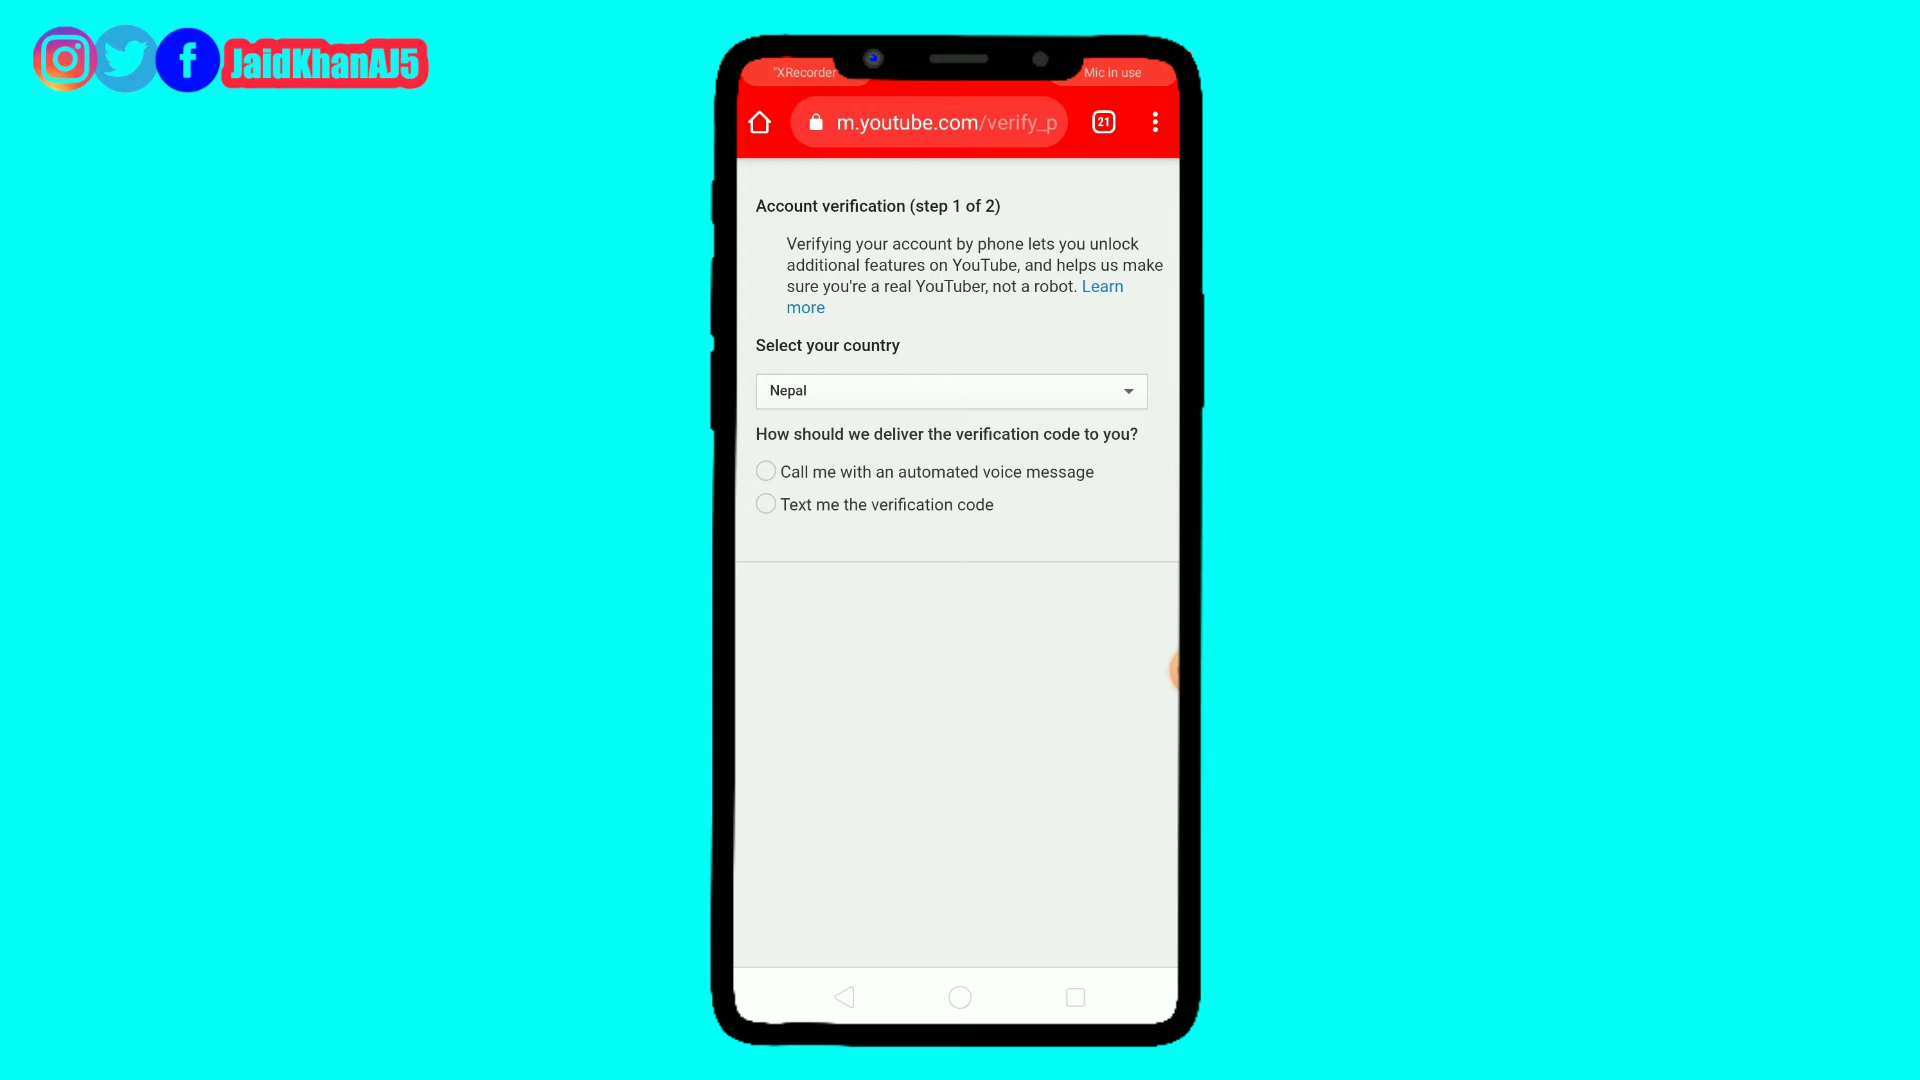 JaidKhanAJ5
"XRecorder
Mic in use
m.youtube.com/verify_p
21
Account verification (step 1 of 2)
Verifying your account by phone lets you unlock
additional features on YouTube, and helps us make
sure you're a real YouTuber, not a robot. Learn
more
Select your country
Nepal
How should we deliver the verification code to you?
Call me with an automated voice message
Text me the verification code